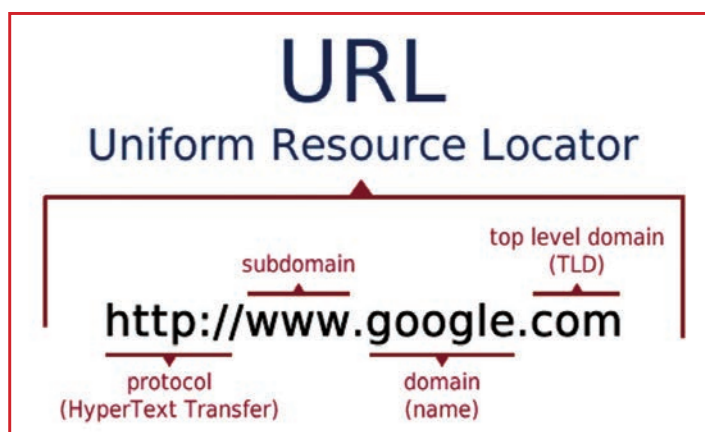 URL
Uniform Resource Locator
top level domain
(TLD)
subdomain
http://www.google.com
protocol
(HyperText Transfer)
domain
(name)